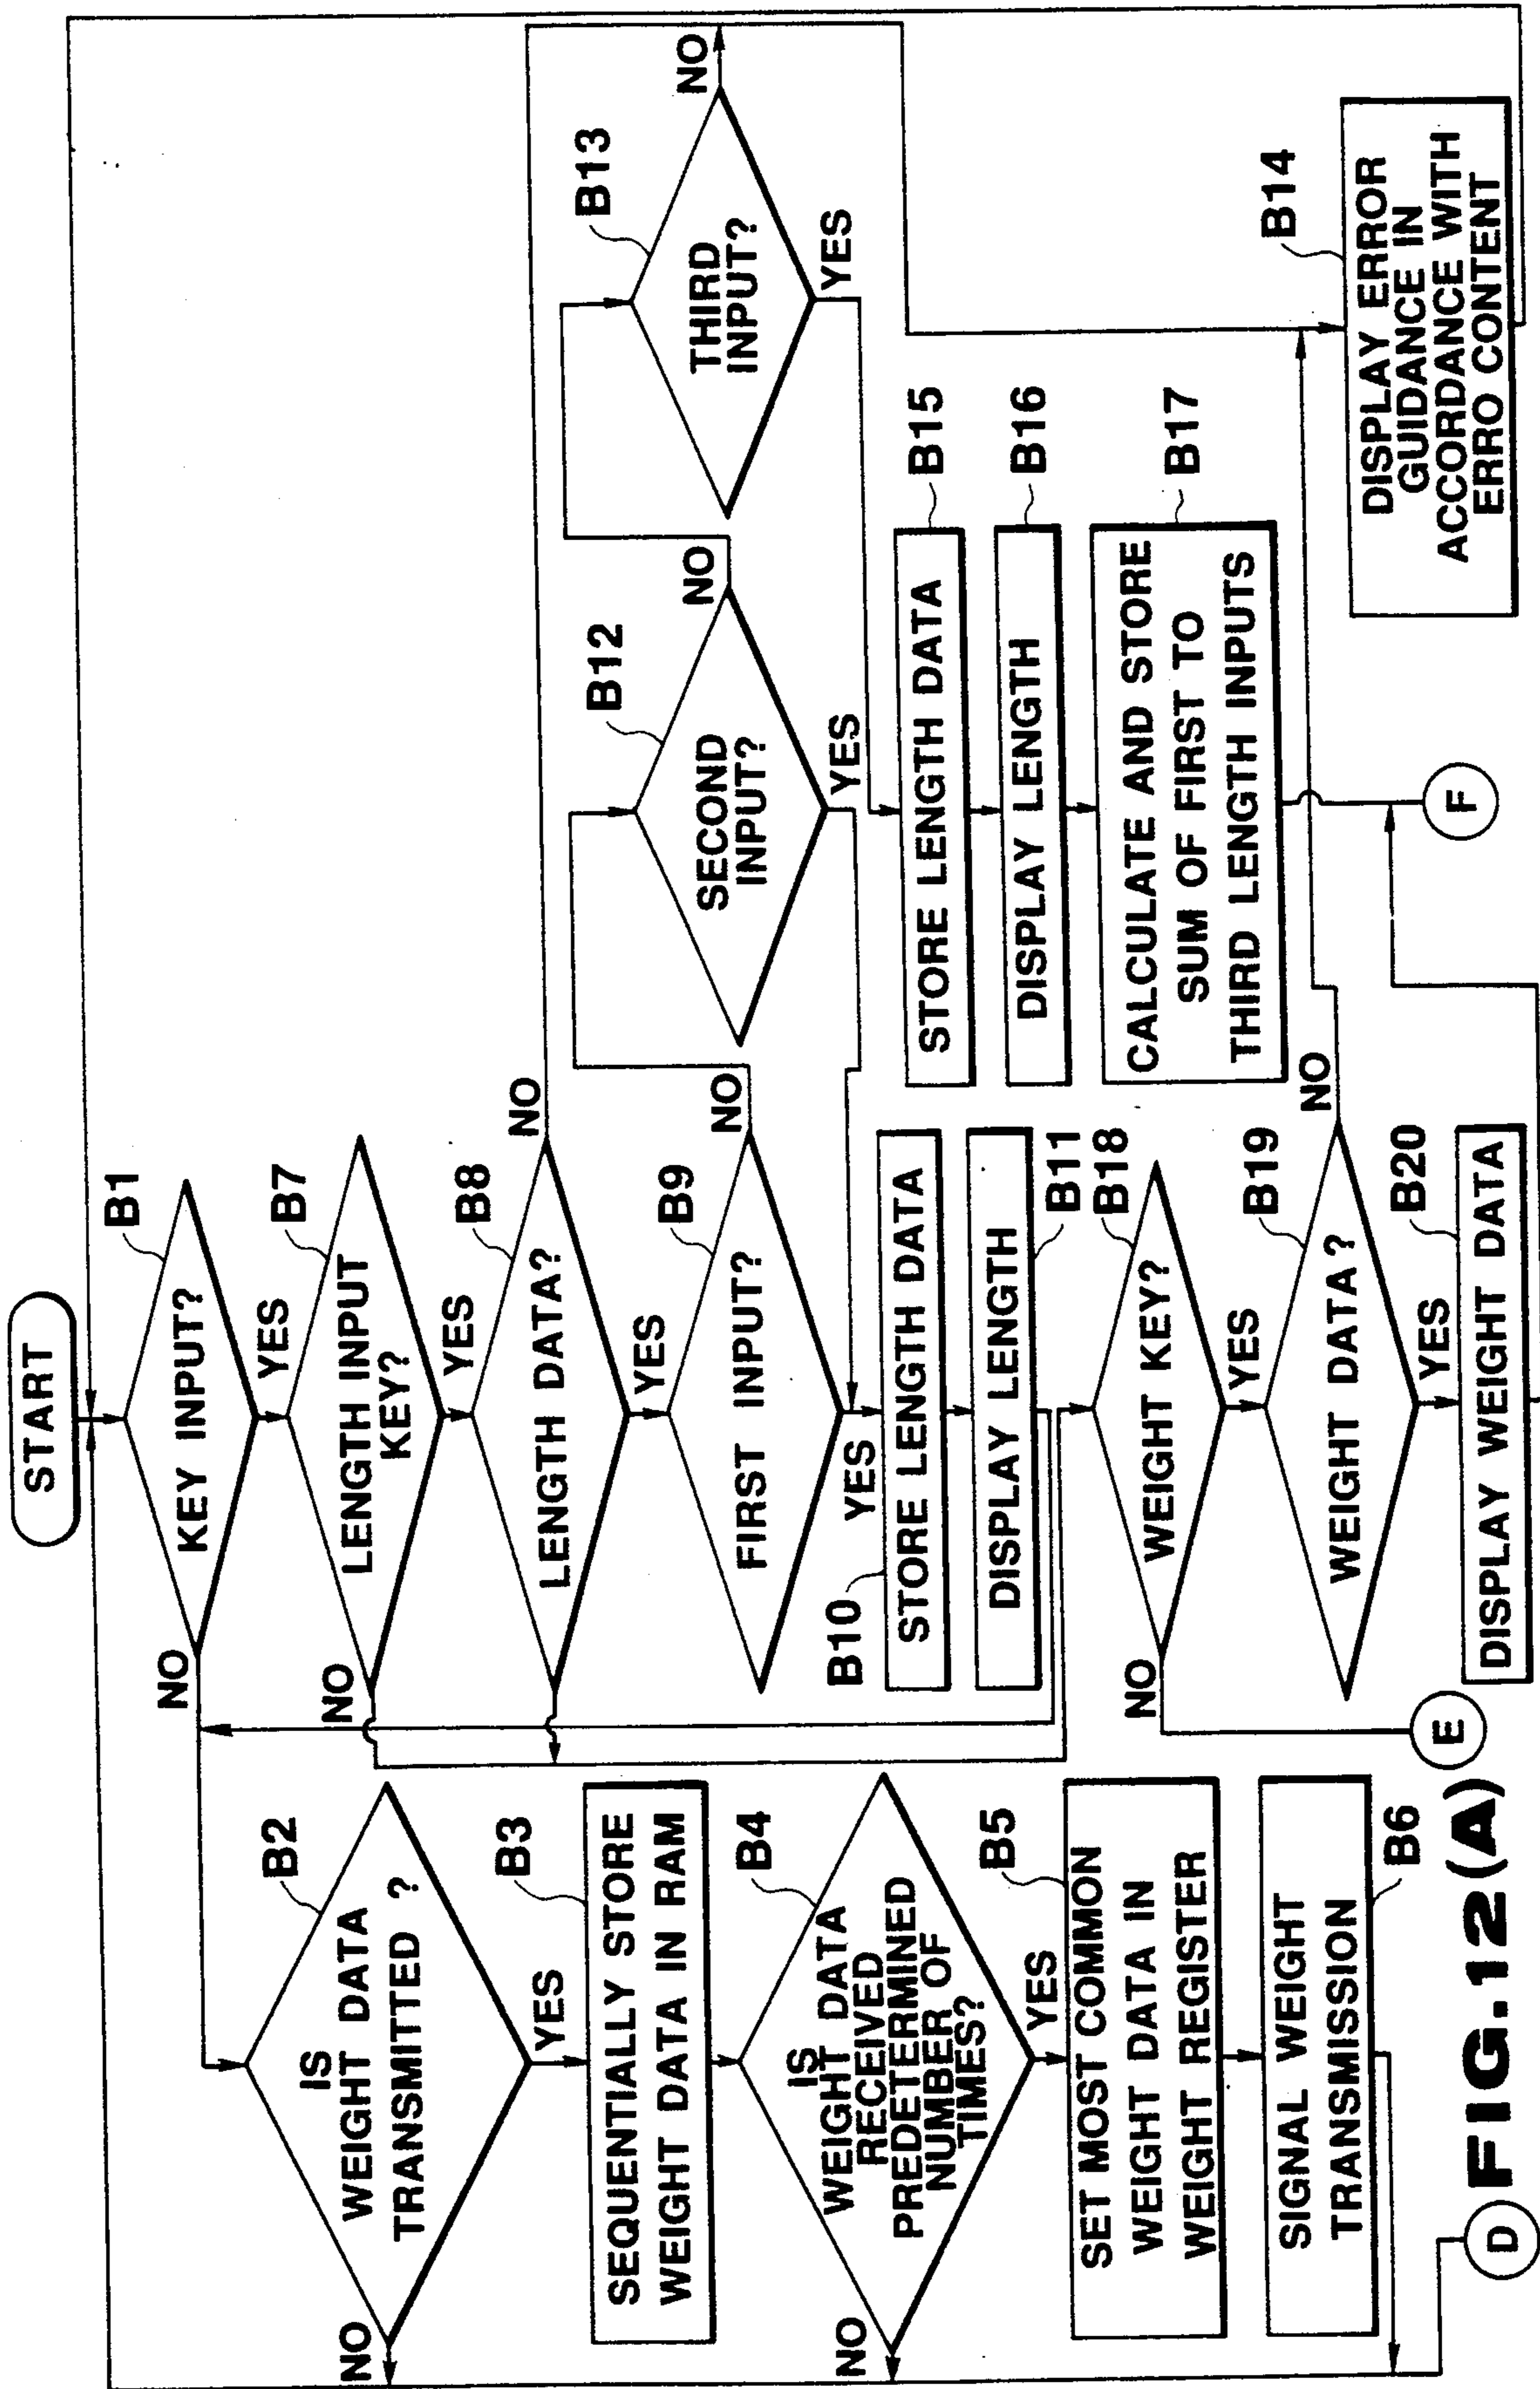 START
KEY INPUT?
B1
NO
YES
LENGTH INPUT
KEY?
B7
NO
YES
LENGTH DATA?
B8
NO
YES
FIRST INPUT?
B9
NO
YES
B10
STORE LENGTH DATA
DISPLAY LENGTH
B11
WEIGHT KEY?
B18
NO
YES
WEIGHT DATA?
B19
NO
YES
B20
DISPLAY WEIGHT DATA
IS
WEIGHT DATA
TRANSMITTED ?
B2
NO
YES
B3
SEQUENTIALLY STORE
WEIGHT DATA IN RAM
IS
WEIGHT DATA
RECEIVED
PREDETERMINED
NUMBER OF
TIMES?
B4
NO
YES
B5
SET MOST COMMON
WEIGHT DATA IN
WEIGHT REGISTER
SIGNAL WEIGHT
TRANSMISSION
B6
SECOND
INPUT?
B12
NO
YES
THIRD
INPUT?
B13
NO
YES
STORE LENGTH DATA
B15
DISPLAY LENGTH
B16
CALCULATE AND STORE
SUM OF FIRST TO
THIRD LENGTH INPUTS
B17
B14
DISPLAY ERROR
GUIDANCE IN
ACCORDANCE WITH
ERRO CONTENT
D
E
F
FIG.12(A)